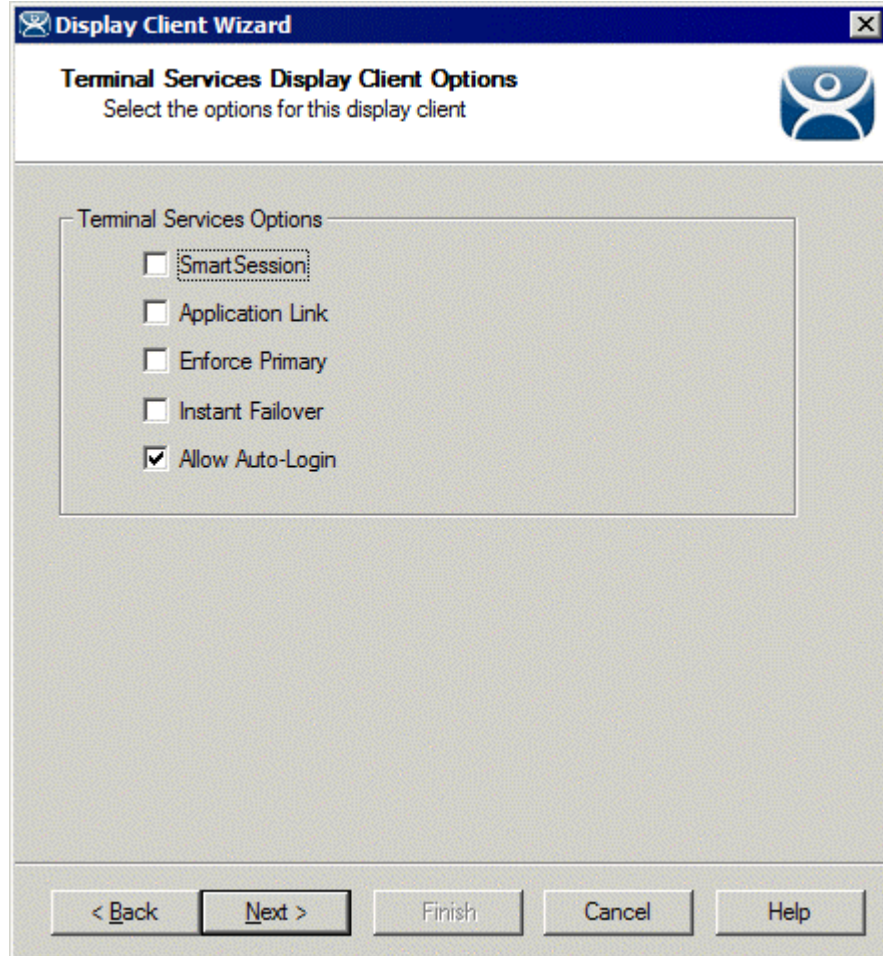 Display Client Wizard
Terminal Services Display Client Options
Select the options for this display client
Terminal Services Options
SmartSession
Application Link
Enforce Primary
Instant Failover
Allow Auto-Login
< Back Next > Finish Cancel Help